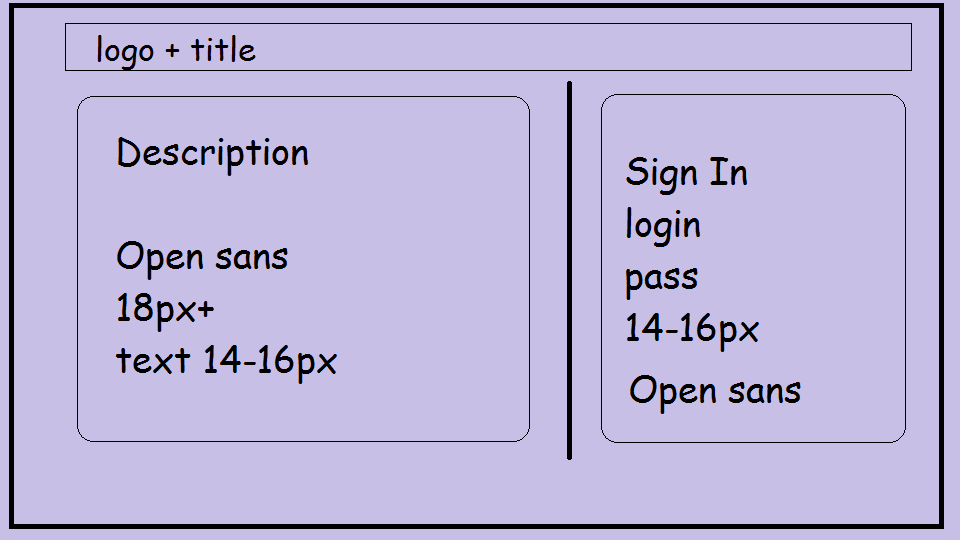 logo + title
Description
Open sans
18px+
text 14-16px
Sign In
login
pass
14-16px
Open sans